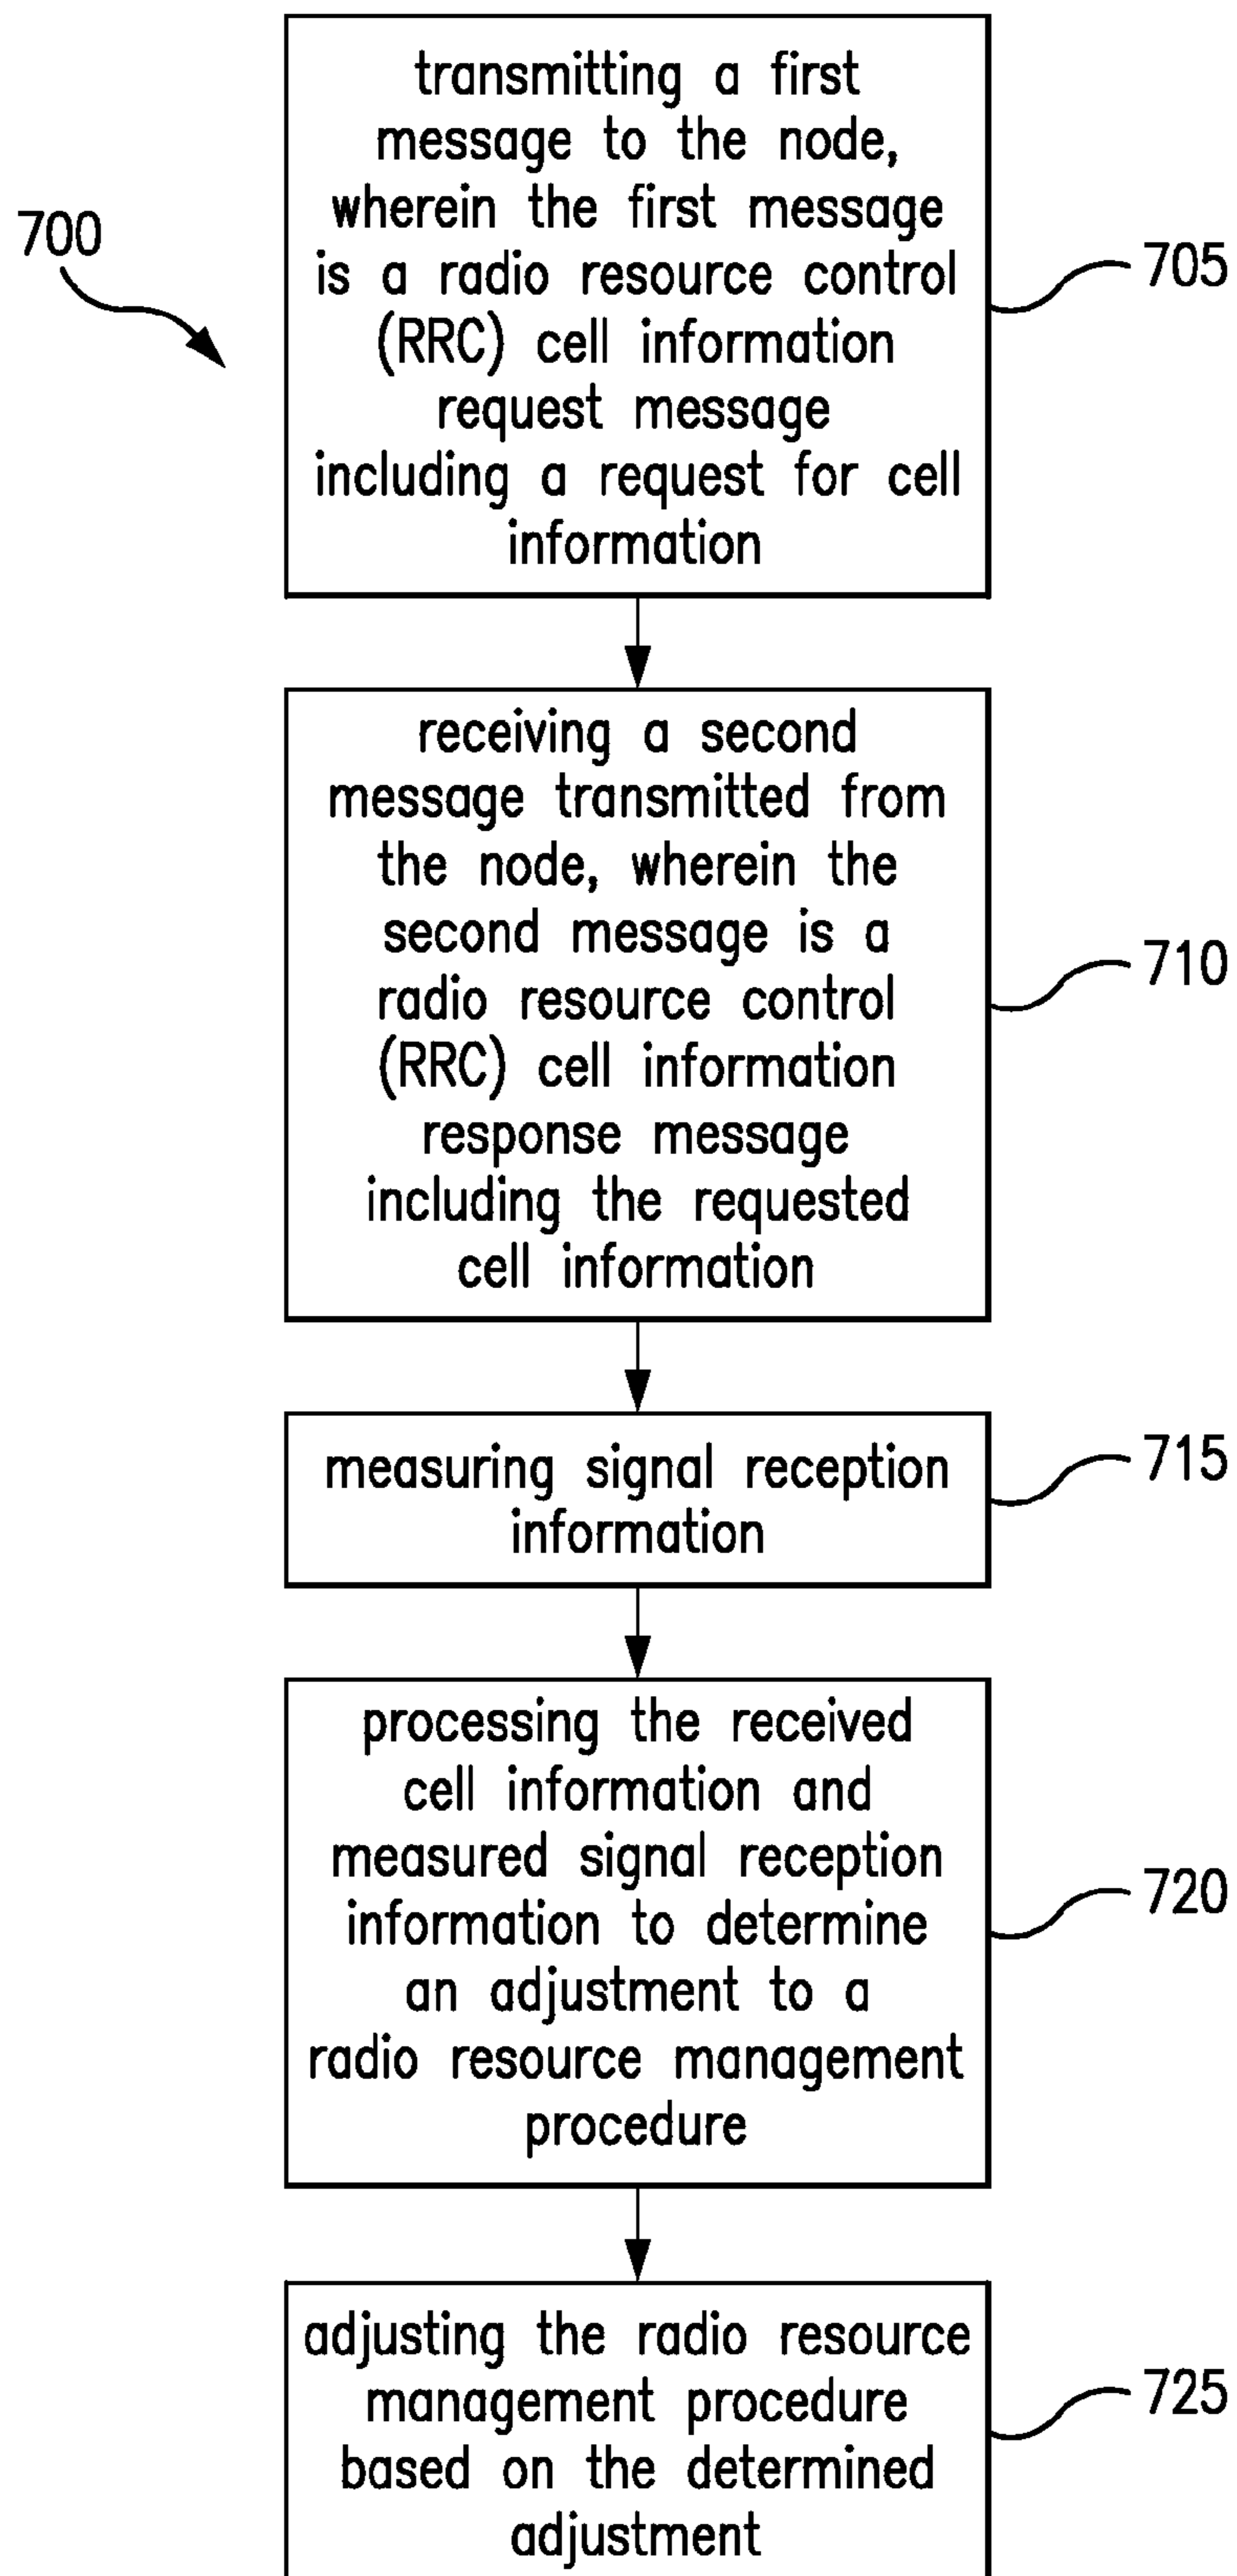 700
transmitting a first
message to the node,
wherein the first message
is a radio resource control
(RRC) cell information
request message
including a request for cell
information
705
receiving a second
message transmitted from
the node, wherein the
second message is a
radio resource control
(RRC) cell information
response message
including the requested
cell information
710
measuring signal reception
information
715
processing the received
cell information and
measured signal reception
information to determine
an adjustment to a
radio resource management
procedure
720
adjusting the radio resource
management procedure
based on the determined
adjustment
725